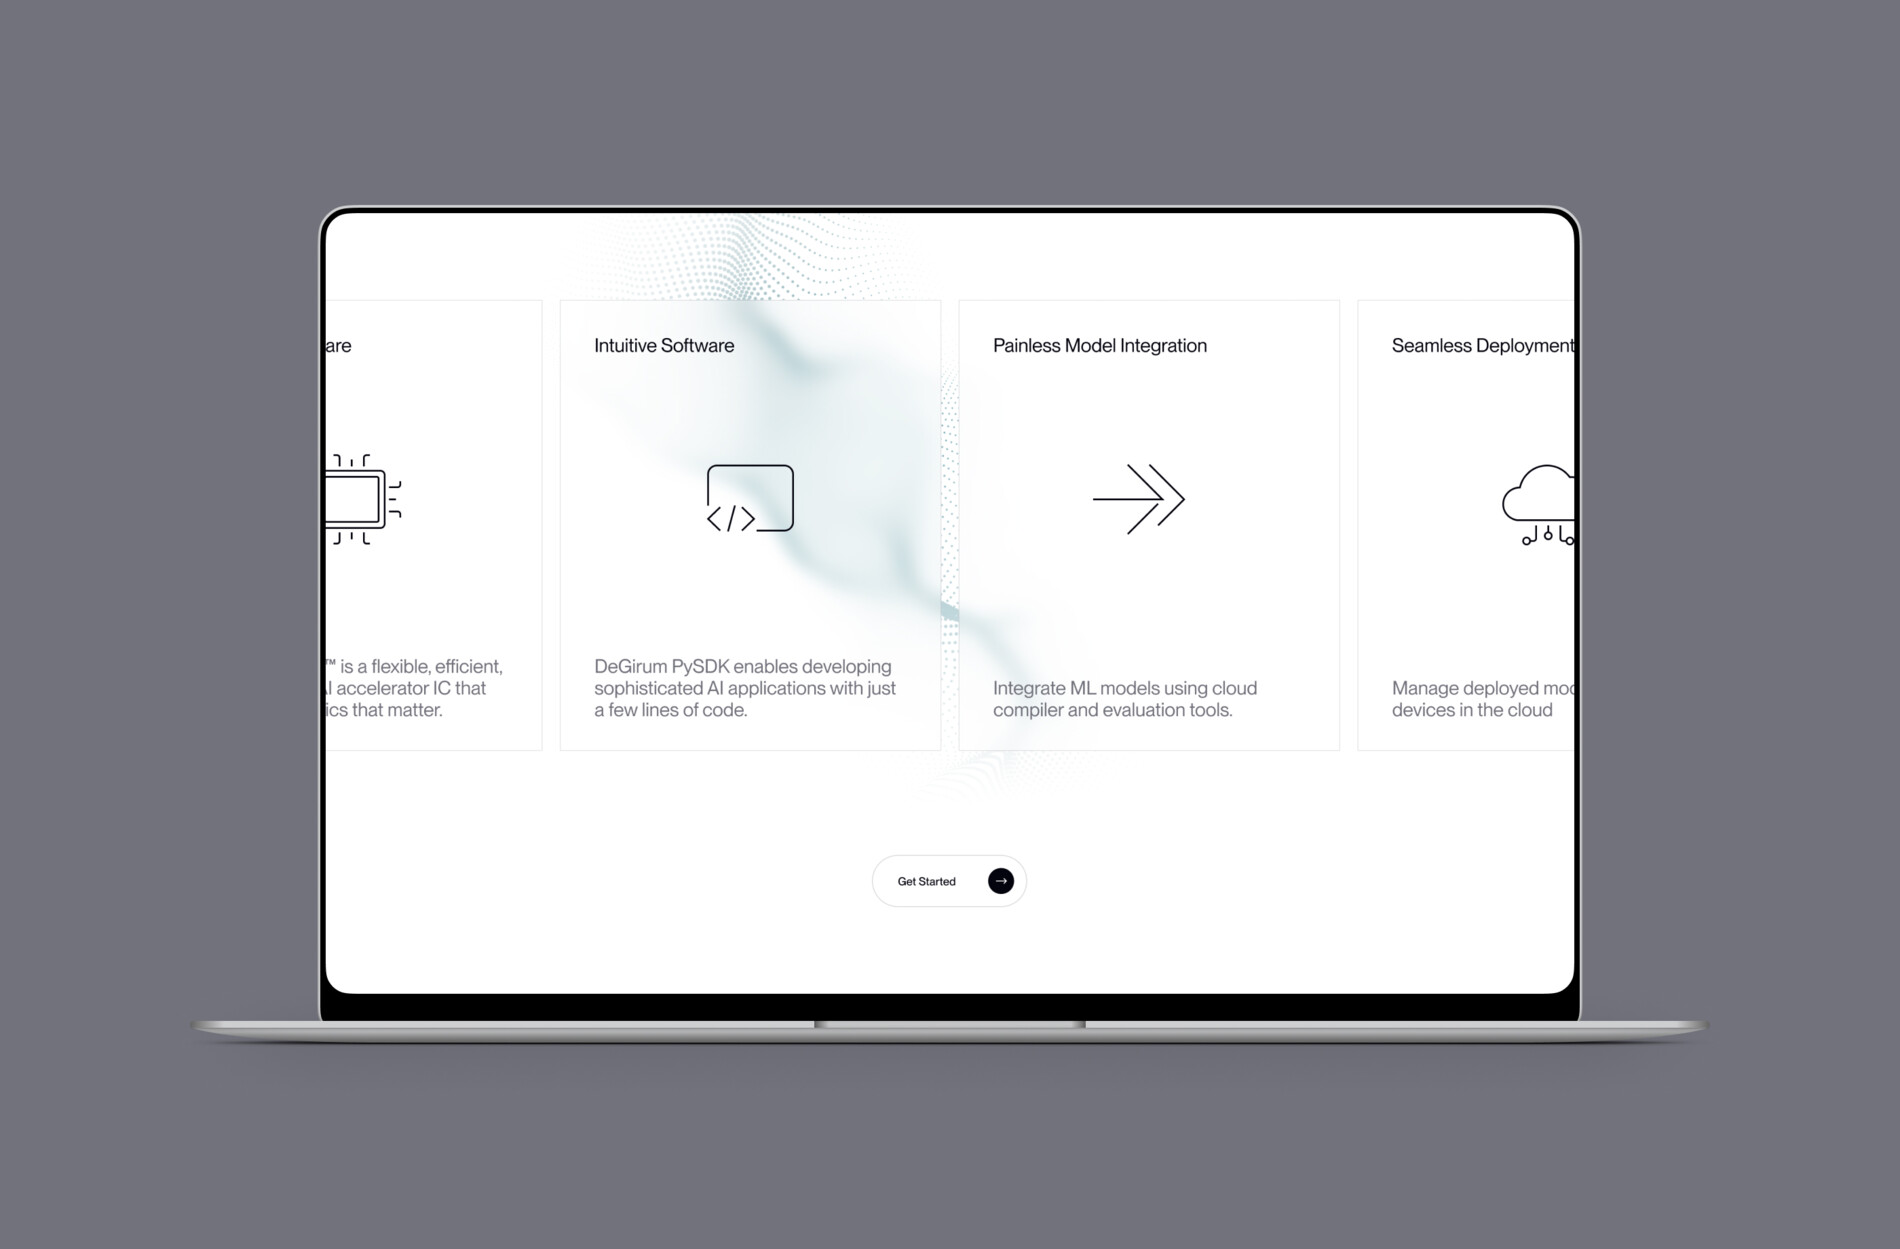 are
™ is a flexible, efficient,
accelerator IC that
ics that matter.
Intuitive Software
DeGirum PySDK enables developing
sophisticated AI applications with just
a few lines of code.
Painless Model Integration
Integrate ML models using cloud
compiler and evaluation tools.
Seamless Deployment
Manage deployed
devices in the cloud
Get Started